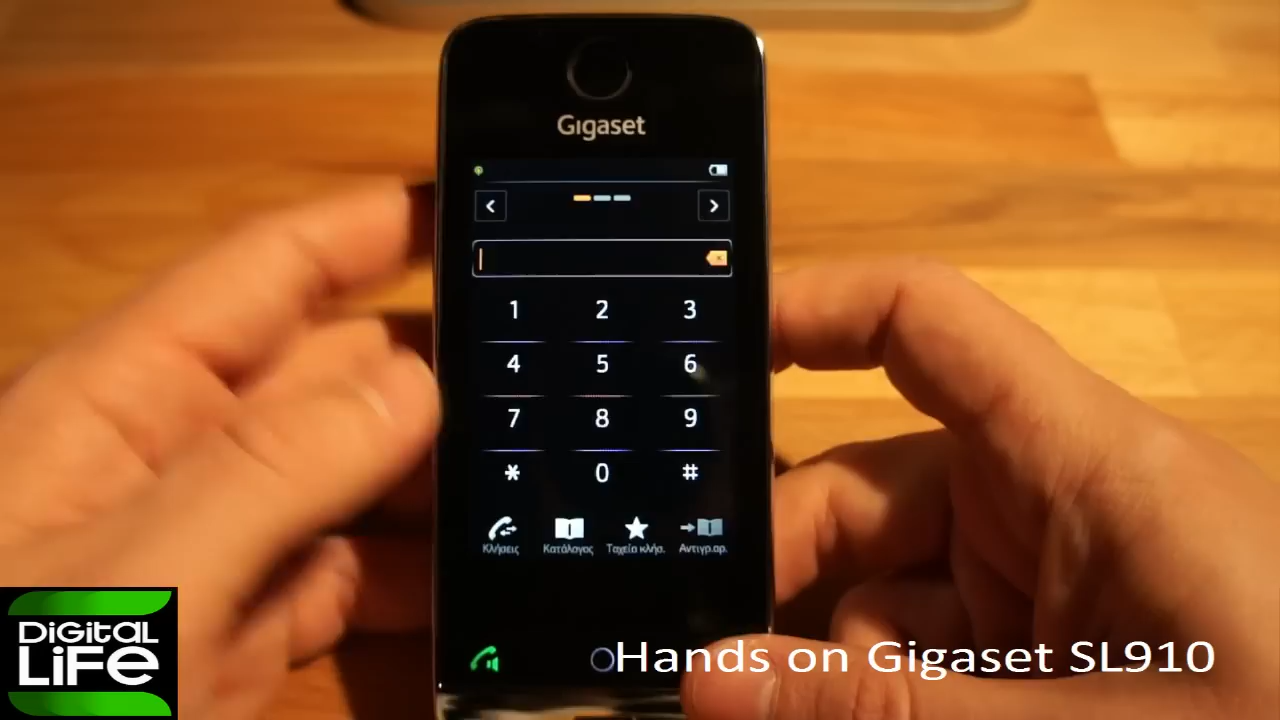 Gigaset
1 2 3
4 5 6
7 8 9
* 0 #
Κλήσεις Κατάλογος Ταχεία κλήσ. Αντιγρ.αρ.
Hands on Gigaset SL910
DiGitaL
LiFe